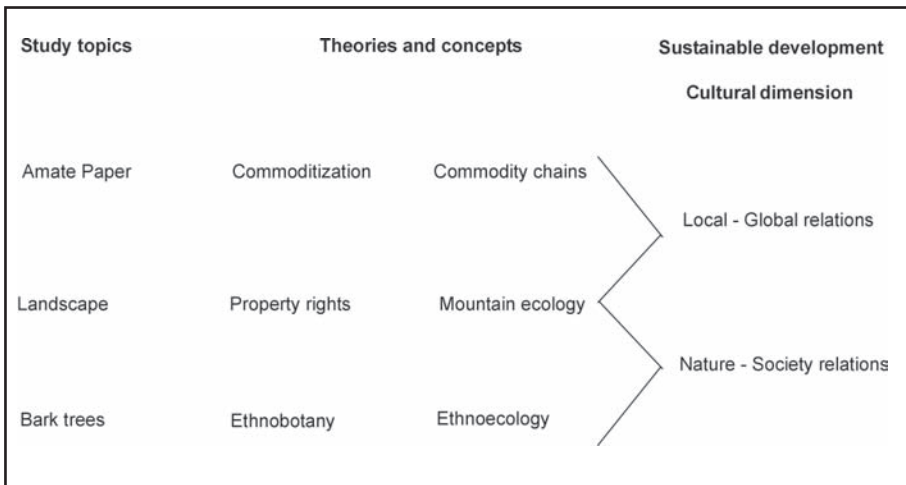 Study topics Theories and concepts Sustainable development
Cultural dimension
Amate Paper Commoditization Commodity chains
Local - Global relations
Landscape Property rights Mountain ecology
Nature - Society relations
Bark trees Ethnobotany Ethnoecology